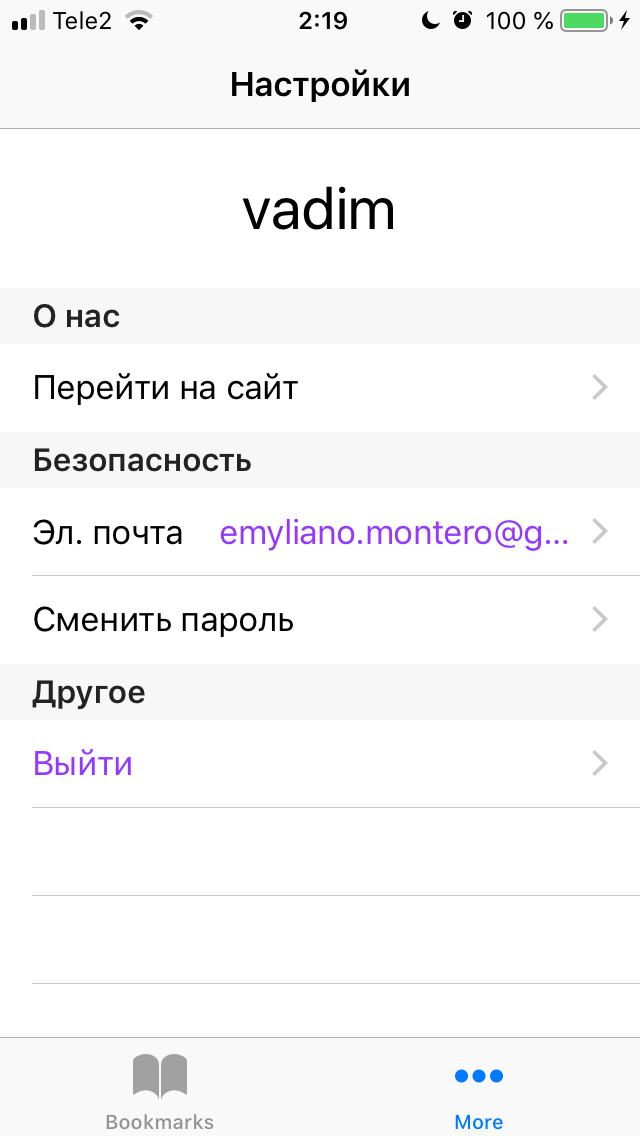 Tele2 2:19 100 %
Настройки
vadim
О нас
Перейти на сайт
Безопасность
Эл. почта emyliano.montero@g...
Сменить пароль
Другое
Выйти
Bookmarks More